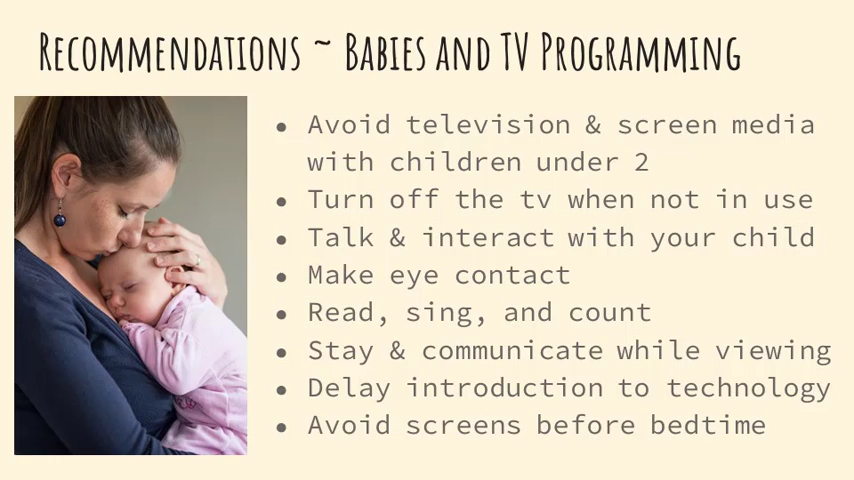 Recommendations ~ Babies and TV Programming
● Avoid television & screen media
with children under 2
● Turn off the tv when not in use
● Talk & interact with your child
● Make eye contact
● Read, sing, and count
● Stay & communicate while viewing
● Delay introduction to technology
● Avoid screens before bedtime